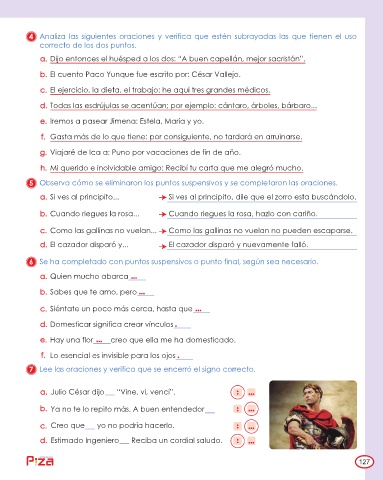 4 Analiza las siguientes oraciones y verifica que estén subrayadas las que tienen el uso
correcto de los dos puntos.
a. Dijo entonces el huésped a los dos: “A buen capellán, mejor sacristán”.
b. El cuento Paco Yunque fue escrito por: César Vallejo.
c. El ejercicio, la dieta, el trabajo: he aquí tres grandes médicos.
d. Todas las esdrújulas se acentúan; por ejemplo: cántaro, árboles, bárbaro...
e. Iremos a pasear Jimena: Estela, María y yo.
f. Gasta más de lo que tiene: por consiguiente, no tardará en arruinarse.
g. Viajaré de Ica a: Puno por vacaciones de fin de año.
h. Mi querido e inolvidable amigo: Recibí tu carta que me alegró mucho.
5 Observa cómo se eliminaron los puntos suspensivos y se completaron las oraciones.
a. Si ves al principito... Si ves al principito, dile que el zorro esta buscándolo.
b. Cuando riegues la rosa... Cuando riegues la rosa, hazlo con cariño.
c. Como las gallinas no vuelan... Como las gallinas no vuelan no pueden escaparse.
d. El cazador disparó y... El cazador disparó y nuevamente falló.
6 Se ha completado con puntos suspensivos o punto final, según sea necesario.
a. Quien mucho abarca ...
b. Sabes que te amo, pero ...
c. Siéntate un poco más cerca, hasta que ...
d. Domesticar significa crear vínculos .
e. Hay una flor ... creo que ella me ha domesticado.
f. Lo esencial es invisible para los ojos .
7 Lee las oraciones y verifica que se encerró el signo correcto.
a. Julio César dijo__ “Vine, vi, vencí”. : ...
b. Ya no te lo repito más. A buen entendedor__ : ...
c. Creo que__ yo no podría hacerlo. : ...
d. Estimado Ingeniero__ Reciba un cordial saludo. : ...
127